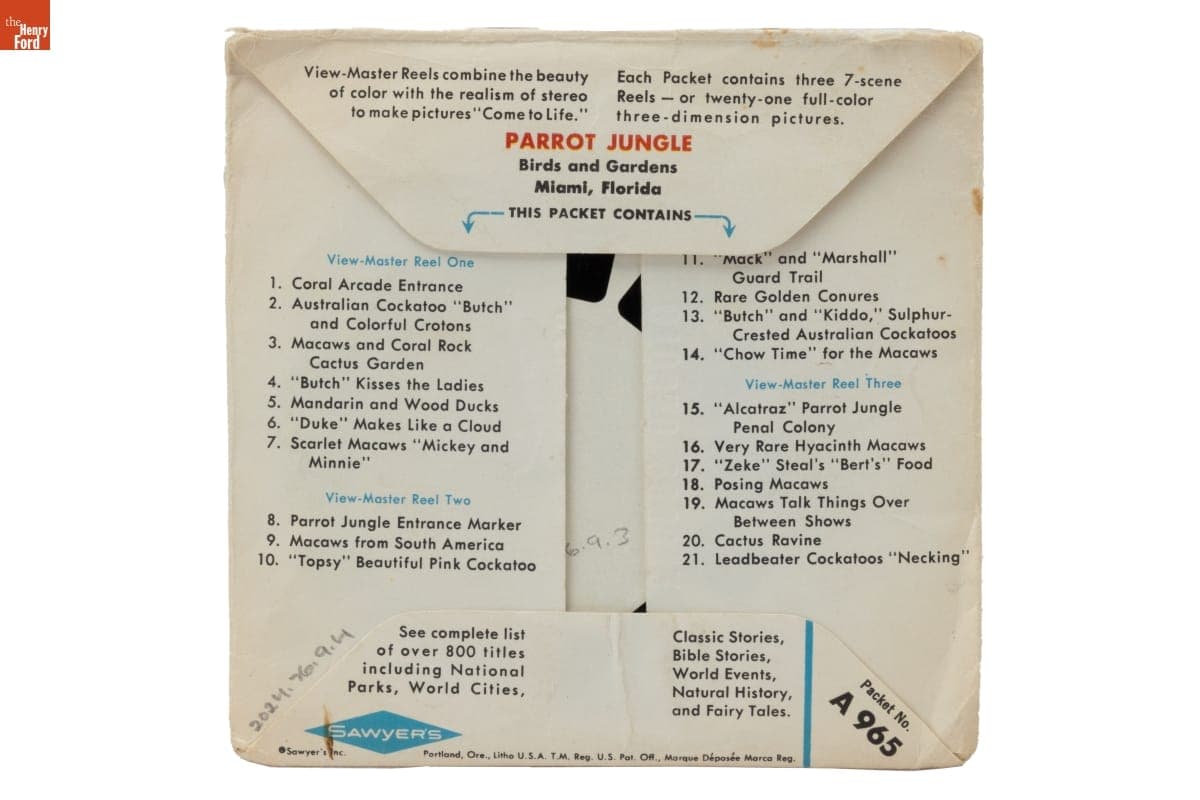 the
Henry
Ford
View-Master Reels combine the beauty
of color with the realism of stereo
to make pictures "Come to Life."
Each Packet contains three 7-scene
Reels — or twenty-one full-color
three-dimension pictures.
PARROT JUNGLE
Birds and Gardens
Miami, Florida
THIS PACKET CONTAINS
View-Master Reel One
1. Coral Arcade Entrance
2. Australian Cockatoo "Butch"
and Colorful Crotons
3. Macaws and Coral Rock
Cactus Garden
4. "Butch" Kisses the Ladies
5. Mandarin and Wood Ducks
6. "Duke" Makes Like a Cloud
7. Scarlet Macaws "Mickey and
Minnie"
View-Master Reel Two
8. Parrot Jungle Entrance Marker
9. Macaws from South America
10. "Topsy" Beautiful Pink Cockatoo
11. "Mack" and "Marshall"
Guard Trail
12. Rare Golden Conures
13. "Butch" and "Kiddo," Sulphur-
Crested Australian Cockatoos
14. "Chow Time" for the Macaws
View-Master Reel Three
15. "Alcatraz" Parrot Jungle
Penal Colony
16. Very Rare Hyacinth Macaws
17. "Zeke" Steal's "Bert's" Food
18. Posing Macaws
19. Macaws Talk Things Over
Between Shows
20. Cactus Ravine
21. Leadbeater Cockatoos "Necking"
6.9.3
2024.76.9.4
See complete list
of over 800 titles
including National
Parks, World Cities,
Classic Stories,
Bible Stories,
World Events,
Natural History,
and Fairy Tales.
SAWYER'S
Sawyer's Inc.
Portland, Ore., Litho U.S.A. T.M. Reg. U.S. Pat. Off., Marque Déposée Marca Reg.
Packet No.
A 965